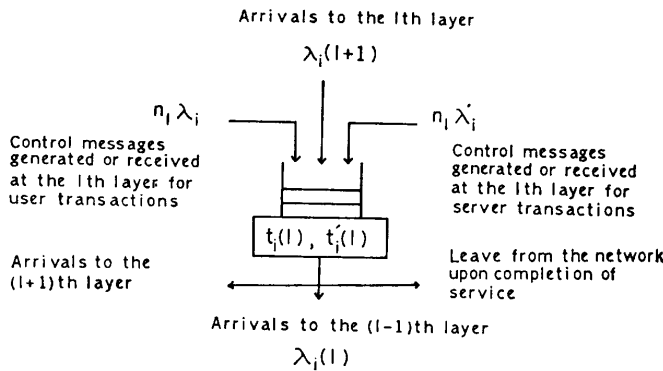 Arrivals to the lth layer
λi(l+1)
nl λi
nl λ'i
Control messages
generated or received
at the lth layer for
user transactions
Control messages
generated or received
at the lth layer for
server transactions
ti(l), t'i(l)
Arrivals to the
(l+1)th layer
Leave from the network
upon completion of
service
Arrivals to the (l-1)th layer
λi(l)